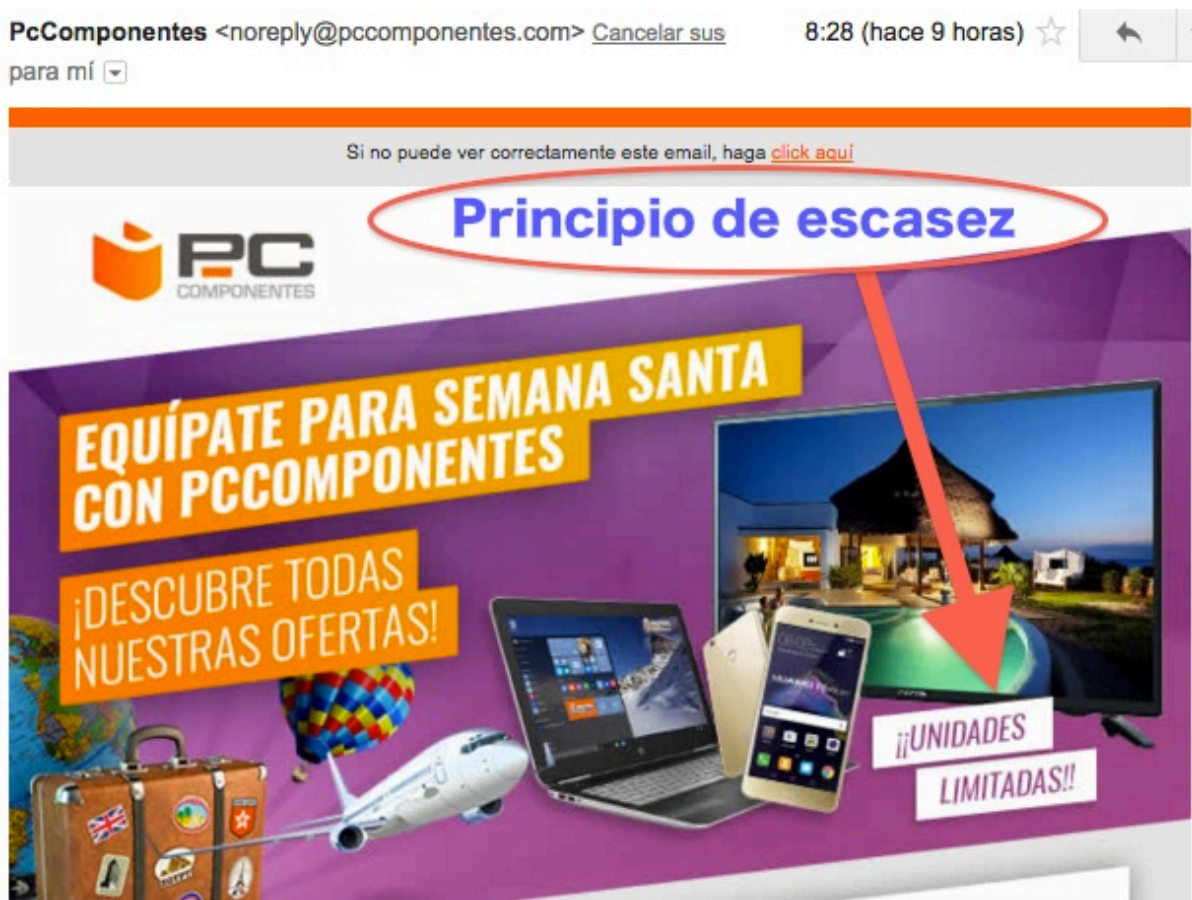 PcComponentes <noreply@pccomponentes.com> Cancelar sus
8:28 (hace 9 horas)
para mí
Si no puede ver correctamente este email, haga click aquí
Principio de escasez
PC
COMPONENTES
EQUÍPATE PARA SEMANA SANTA
CON PCCOMPONENTES
¡DESCUBRE TODAS
NUESTRAS OFERTAS!
¡¡UNIDADES
LIMITADAS!!